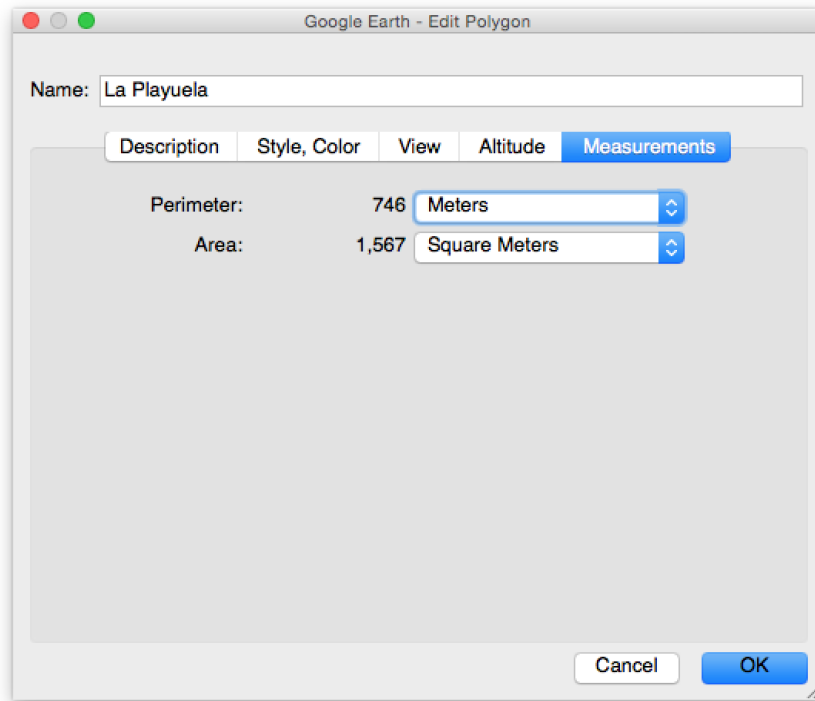 Google Earth - Edit Polygon
Name: La Playuela
Description Style, Color View Altitude Measurements
Perimeter: 746 Meters
Area: 1,567 Square Meters
Cancel OK